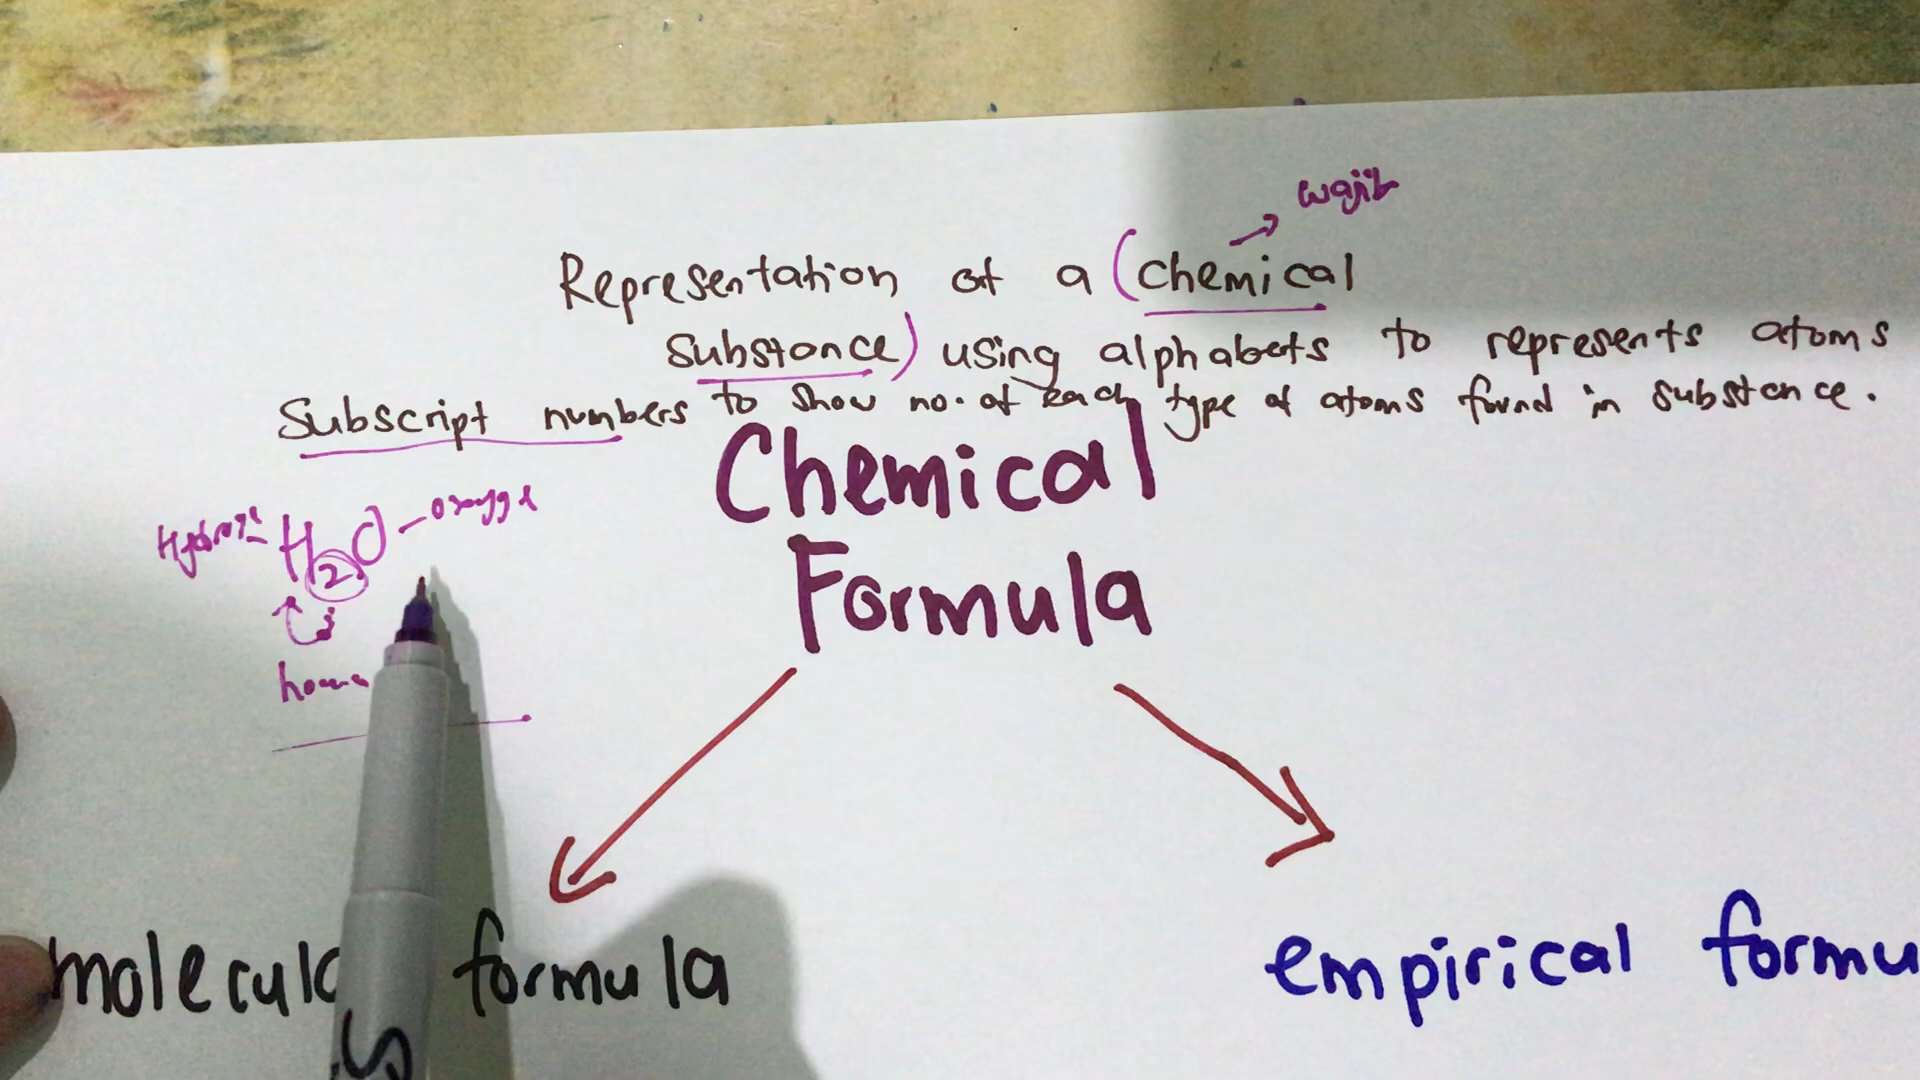 wajib
Representation of a (chemical
substance) using alphabets to represents atoms
Subscript numbers to show no. of each type of atoms found in substance.
Chemical
Formula
H2O
molecula formula
empirical formu